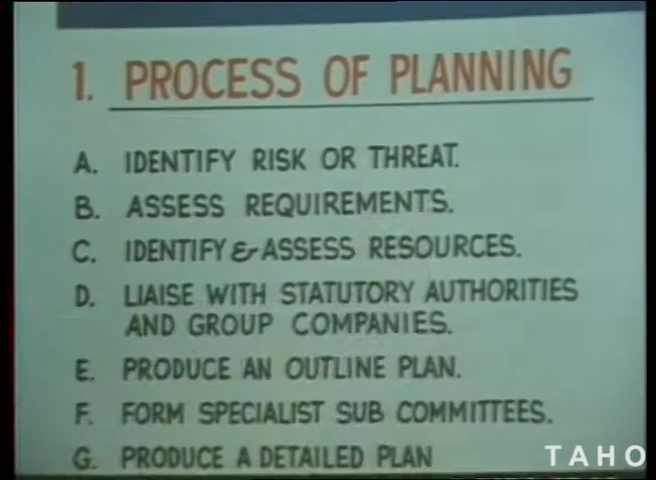 1. PROCESS OF PLANNING
A. IDENTIFY RISK OR THREAT.
B. ASSESS REQUIREMENTS.
C. IDENTIFY & ASSESS RESOURCES.
D. LIAISE WITH STATUTORY AUTHORITIES
AND GROUP COMPANIES.
E. PRODUCE AN OUTLINE PLAN.
F. FORM SPECIALIST SUB COMMITTEES.
G. PRODUCE A DETAILED PLAN
TAHO